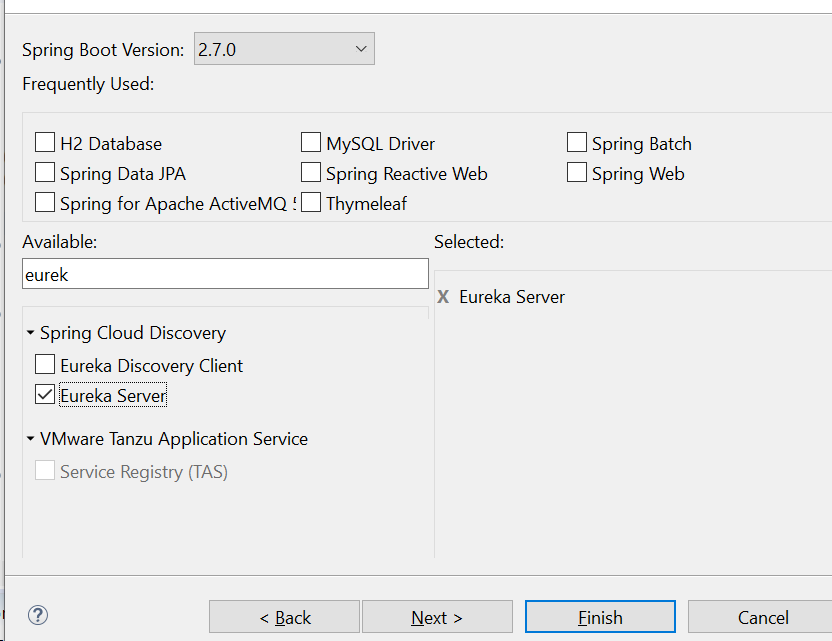 Spring Boot Version: 2.7.0
Frequently Used:
H2 Database MySQL Driver Spring Batch
Spring Data JPA Spring Reactive Web Spring Web
Spring for Apache ActiveMQ Thymeleaf
Available: Selected:
eurek
X Eureka Server
Spring Cloud Discovery
Eureka Discovery Client
Eureka Server
VMware Tanzu Application Service
Service Registry (TAS)
? < Back Next > Finish Cancel